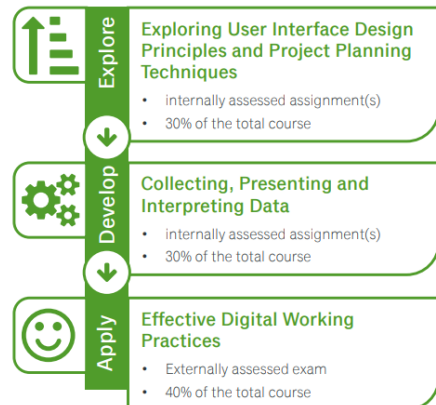 Explore
Exploring User Interface Design
Principles and Project Planning
Techniques
• internally assessed assignment(s)
• 30% of the total course
Develop
Collecting, Presenting and
Interpreting Data
• internally assessed assignment(s)
• 30% of the total course
Apply
Effective Digital Working
Practices
• Externally assessed exam
• 40% of the total course